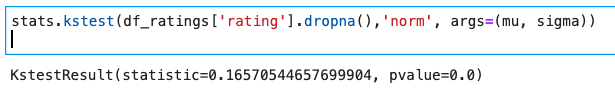 stats.kstest(df_ratings['rating'].dropna(),'norm', args=(mu, sigma))
KstestResult(statistic=0.16570544657699904, pvalue=0.0)